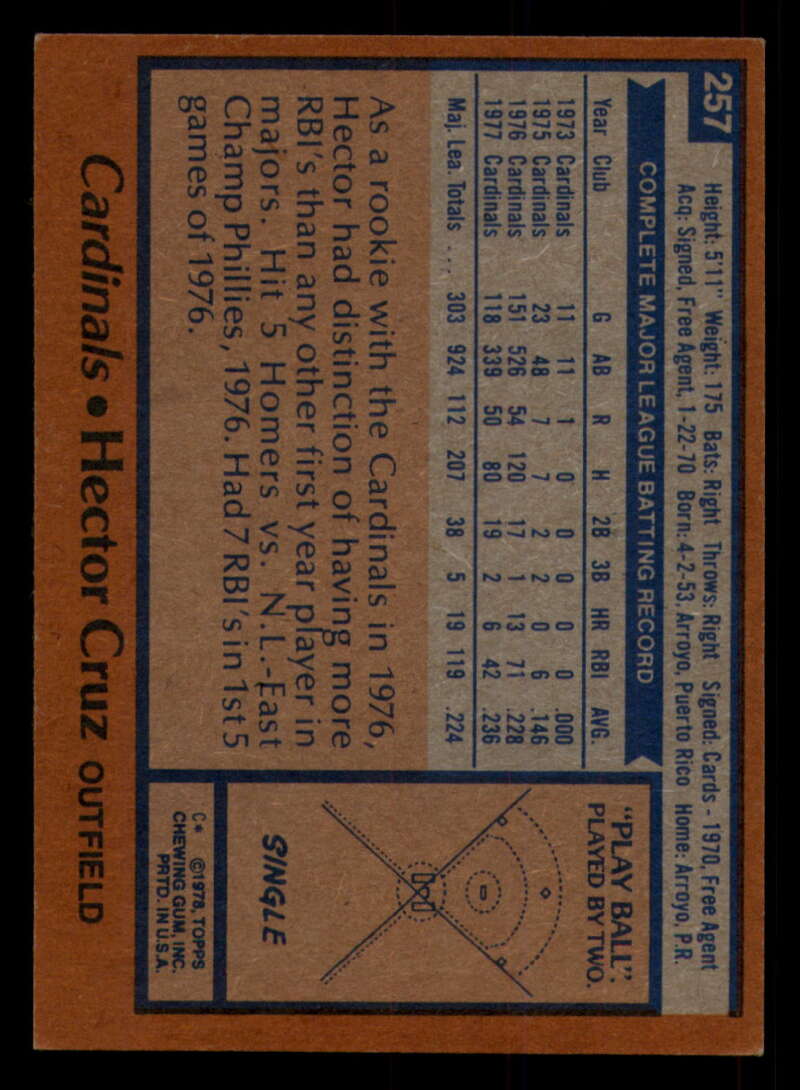 257
Height: 5'11" Weight: 175 Bats: Right Throws: Right Signed: Cards - 1970, Free Agent
Acq: Signed, Free Agent, 1-22-70 Born: 4-2-53, Arroyo, Puerto Rico Home: Arroyo, P.R.
COMPLETE MAJOR LEAGUE BATTING RECORD
Year Club G AB R H 2B 3B HR RBI AVG.
1973 Cardinals 11 11 1 0 0 0 0 0 .000
1975 Cardinals 23 48 7 7 2 2 0 6 .146
1976 Cardinals 151 526 54 120 17 1 13 71 .228
1977 Cardinals 118 339 50 80 19 2 6 42 .236
Maj. Lea. Totals ... 303 924 112 207 38 5 19 119 .224
As a rookie with the Cardinals in 1976,
Hector had distinction of having more
RBI's than any other first year player in
majors. Hit 5 Homers vs. N.L.-East
Champ Phillies, 1976. Had 7 RBI's in 1st 5
games of 1976.
"PLAY BALL".
PLAYED BY TWO.
SINGLE
C* ©1978, TOPPS
CHEWING GUM, INC.
PRTD. IN U.S.A.
Cardinals • Hector Cruz OUTFIELD